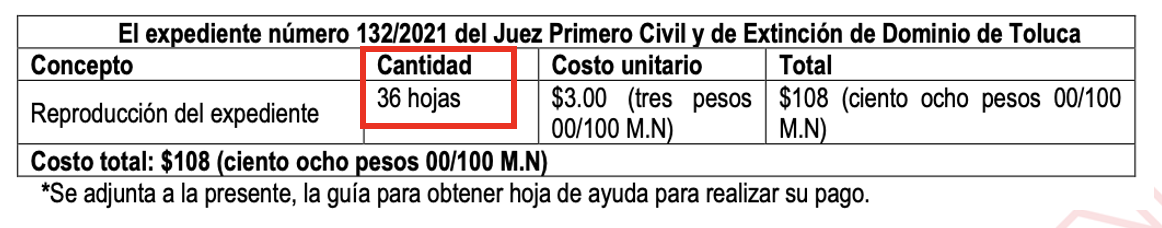 El expediente número 132/2021 del Juez Primero Civil y de Extinción de Dominio de Toluca
Concepto Cantidad Costo unitario Total
Reproducción del expediente 36 hojas $3.00 (tres pesos 00/100 M.N) $108 (ciento ocho pesos 00/100 M.N)
Costo total: $108 (ciento ocho pesos 00/100 M.N)
*Se adjunta a la presente, la guía para obtener hoja de ayuda para realizar su pago.